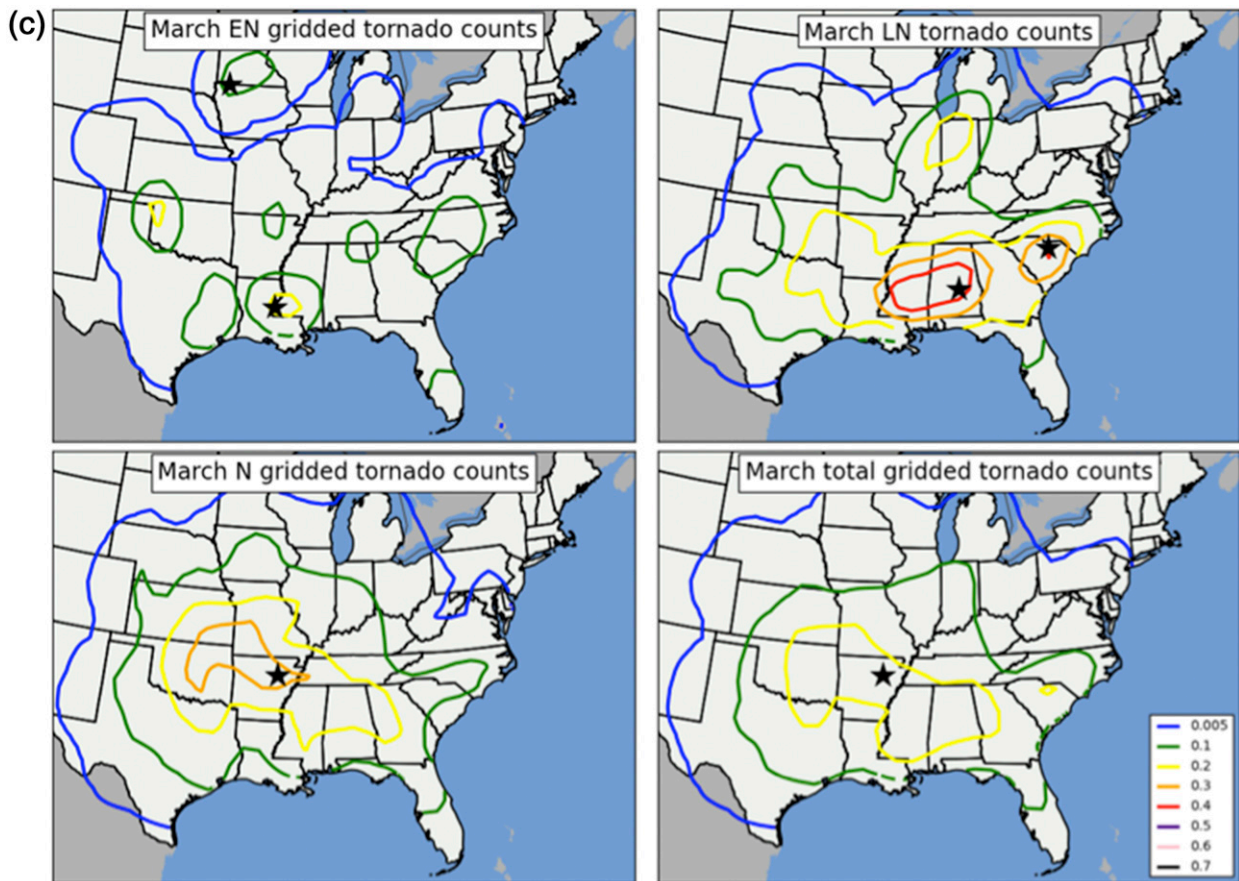 (c)
March EN gridded tornado counts
March LN tornado counts
March N gridded tornado counts
March total gridded tornado counts
0.005
0.1
0.2
0.3
0.4
0.5
0.6
0.7